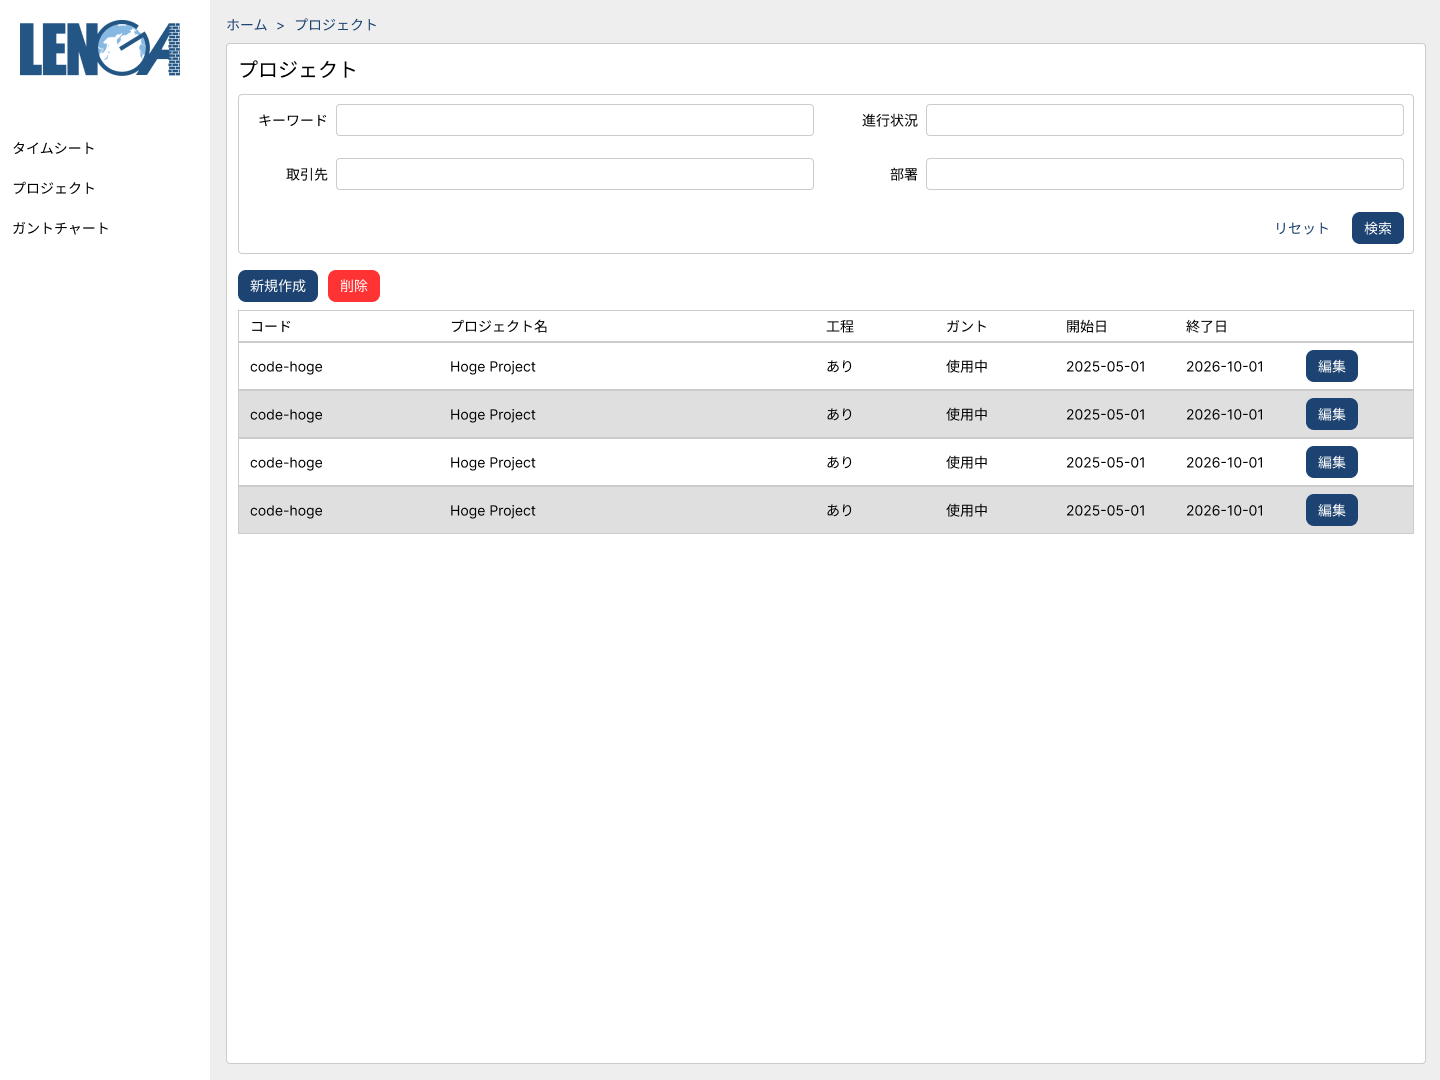 LENGA
タイムシート
プロジェクト
ガントチャート
ホーム > プロジェクト
プロジェクト
キーワード 進行状況
取引先 部署
リセット 検索
新規作成 削除
コード プロジェクト名 工程 ガント 開始日 終了日
code-hoge Hoge Project あり 使用中 2025-05-01 2026-10-01 編集
code-hoge Hoge Project あり 使用中 2025-05-01 2026-10-01 編集
code-hoge Hoge Project あり 使用中 2025-05-01 2026-10-01 編集
code-hoge Hoge Project あり 使用中 2025-05-01 2026-10-01 編集